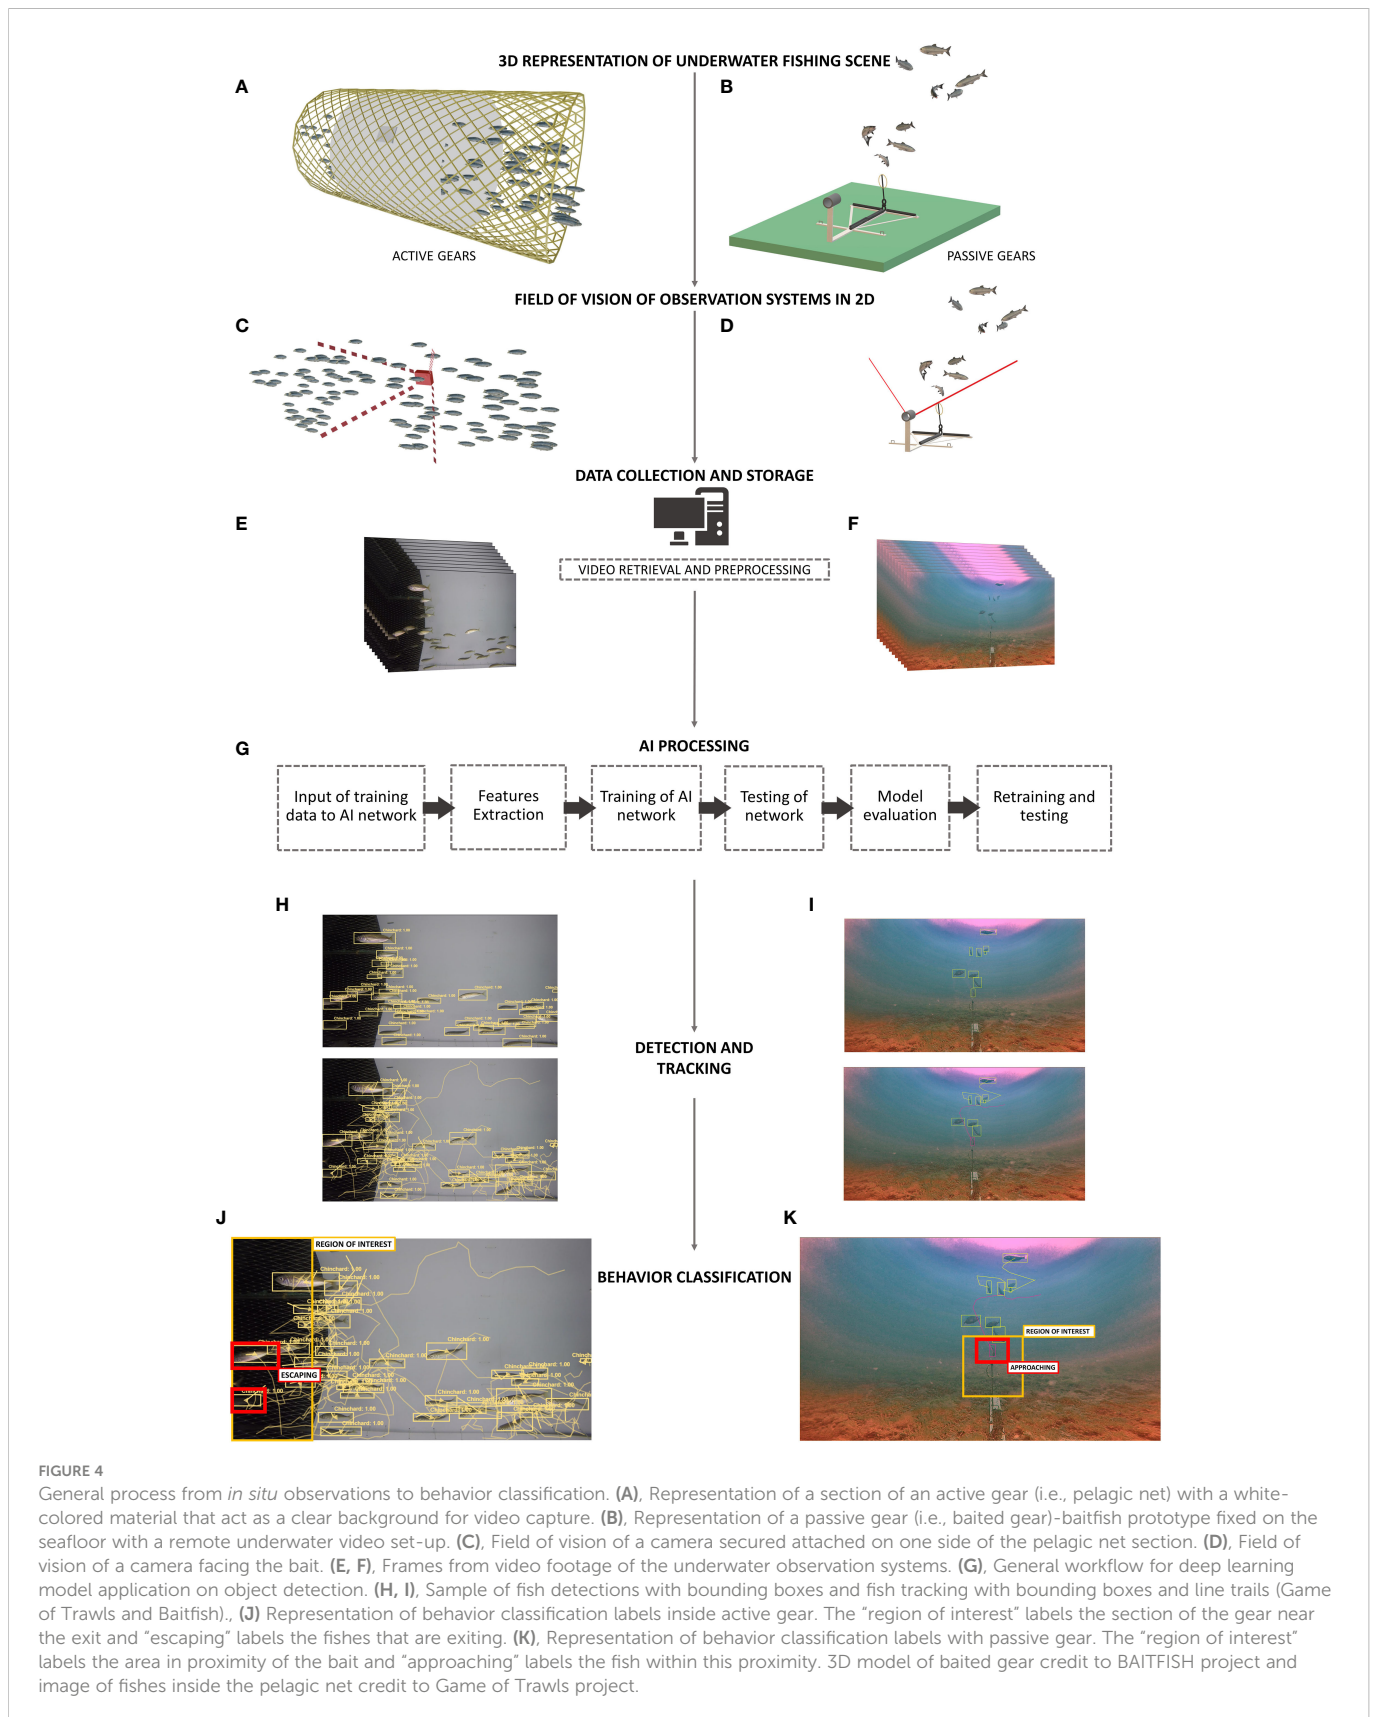 3D REPRESENTATION OF UNDERWATER FISHING SCENE
A
B
ACTIVE GEARS
PASSIVE GEARS
FIELD OF VISION OF OBSERVATION SYSTEMS IN 2D
C
D
DATA COLLECTION AND STORAGE
E
F
VIDEO RETRIEVAL AND PREPROCESSING
G
AI PROCESSING
Input of training
data to AI network
Features
Extraction
Training of AI
network
Testing of
network
Model
evaluation
Retraining and
testing
H
I
DETECTION AND
TRACKING
J
K
REGION OF INTEREST
Chinchard: 1.00
Chinchard: 1.00
ESCAPING
Chinchard: 1.00
BEHAVIOR CLASSIFICATION
REGION OF INTEREST
APPROACHING
FIGURE 4
General process from in situ observations to behavior classification. (A), Representation of a section of an active gear (i.e., pelagic net) with a white-
colored material that act as a clear background for video capture. (B), Representation of a passive gear (i.e., baited gear)-baitfish prototype fixed on the
seafloor with a remote underwater video set-up. (C), Field of vision of a camera secured attached on one side of the pelagic net section. (D), Field of
vision of a camera facing the bait. (E, F), Frames from video footage of the underwater observation systems. (G), General workflow for deep learning
model application on object detection. (H, I), Sample of fish detections with bounding boxes and fish tracking with bounding boxes and line trails (Game
of Trawls and Baitfish)., (J) Representation of behavior classification labels inside active gear. The “region of interest” labels the section of the gear near
the exit and “escaping” labels the fishes that are exiting. (K), Representation of behavior classification labels with passive gear. The “region of interest”
labels the area in proximity of the bait and “approaching” labels the fish within this proximity. 3D model of baited gear credit to BAITFISH project and
image of fishes inside the pelagic net credit to Game of Trawls project.